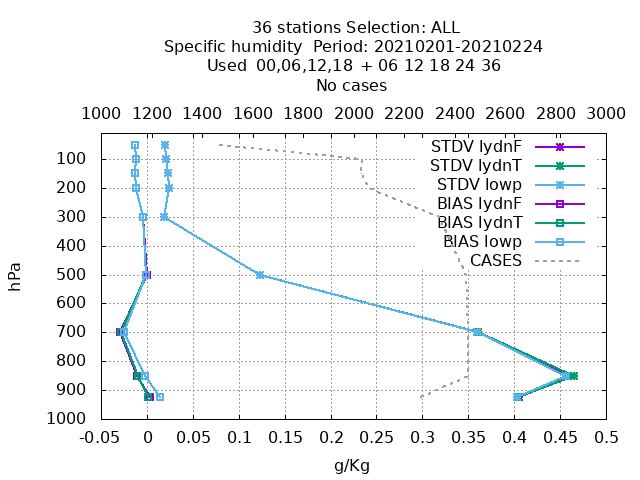 36 stations Selection: ALL
Specific humidity  Period: 20210201-20210224
Used  00,06,12,18 + 06 12 18 24 36
No cases
1000 1200 1400 1600 1800 2000 2200 2400 2600 2800 3000
STDV lydnF
STDV lydnT
STDV lowp
BIAS lydnF
BIAS lydnT
BIAS lowp
CASES
hPa
100
200
300
400
500
600
700
800
900
1000
-0.05 0 0.05 0.1 0.15 0.2 0.25 0.3 0.35 0.4 0.45 0.5
g/Kg